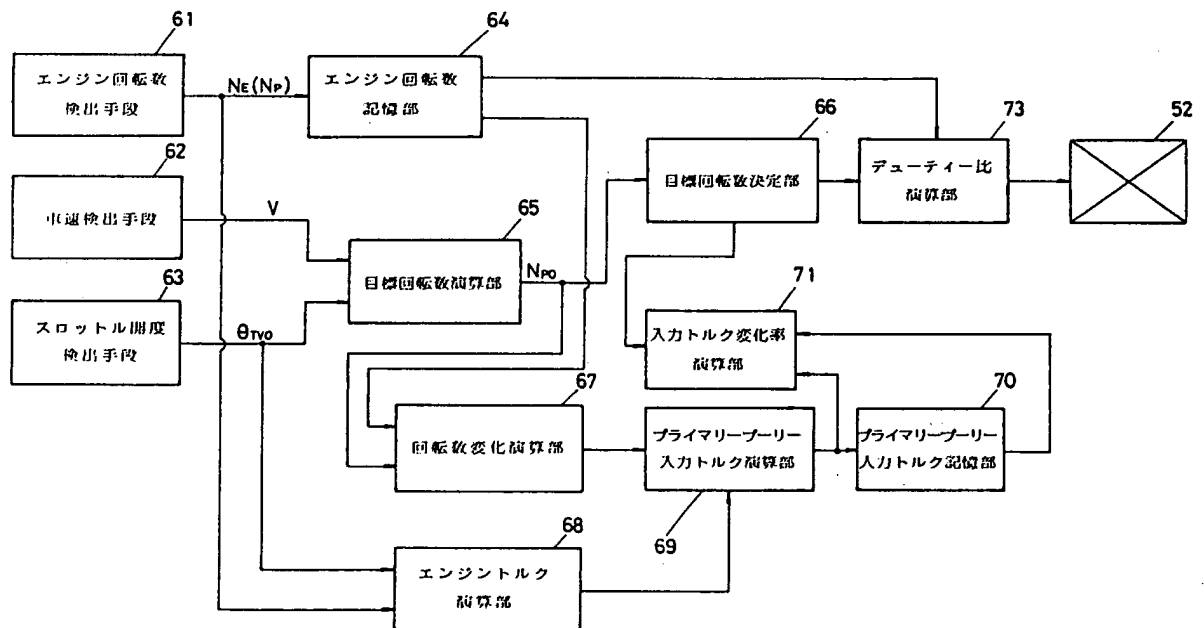 61
エンジン回転数
検出手段
NE(NP)
64
エンジン回転数
記憶部
66
目標回転数決定部
73
デューティー比
演算部
52
62
車速検出手段
V
65
目標回転数演算部
NPO
63
スロットル開度
検出手段
θTVO
71
入力トルク変化率
演算部
67
回転数変化演算部
プライマリープーリー
入力トルク演算部
69
70
プライマリープーリー
入力トルク記憶部
68
エンジントルク
演算部